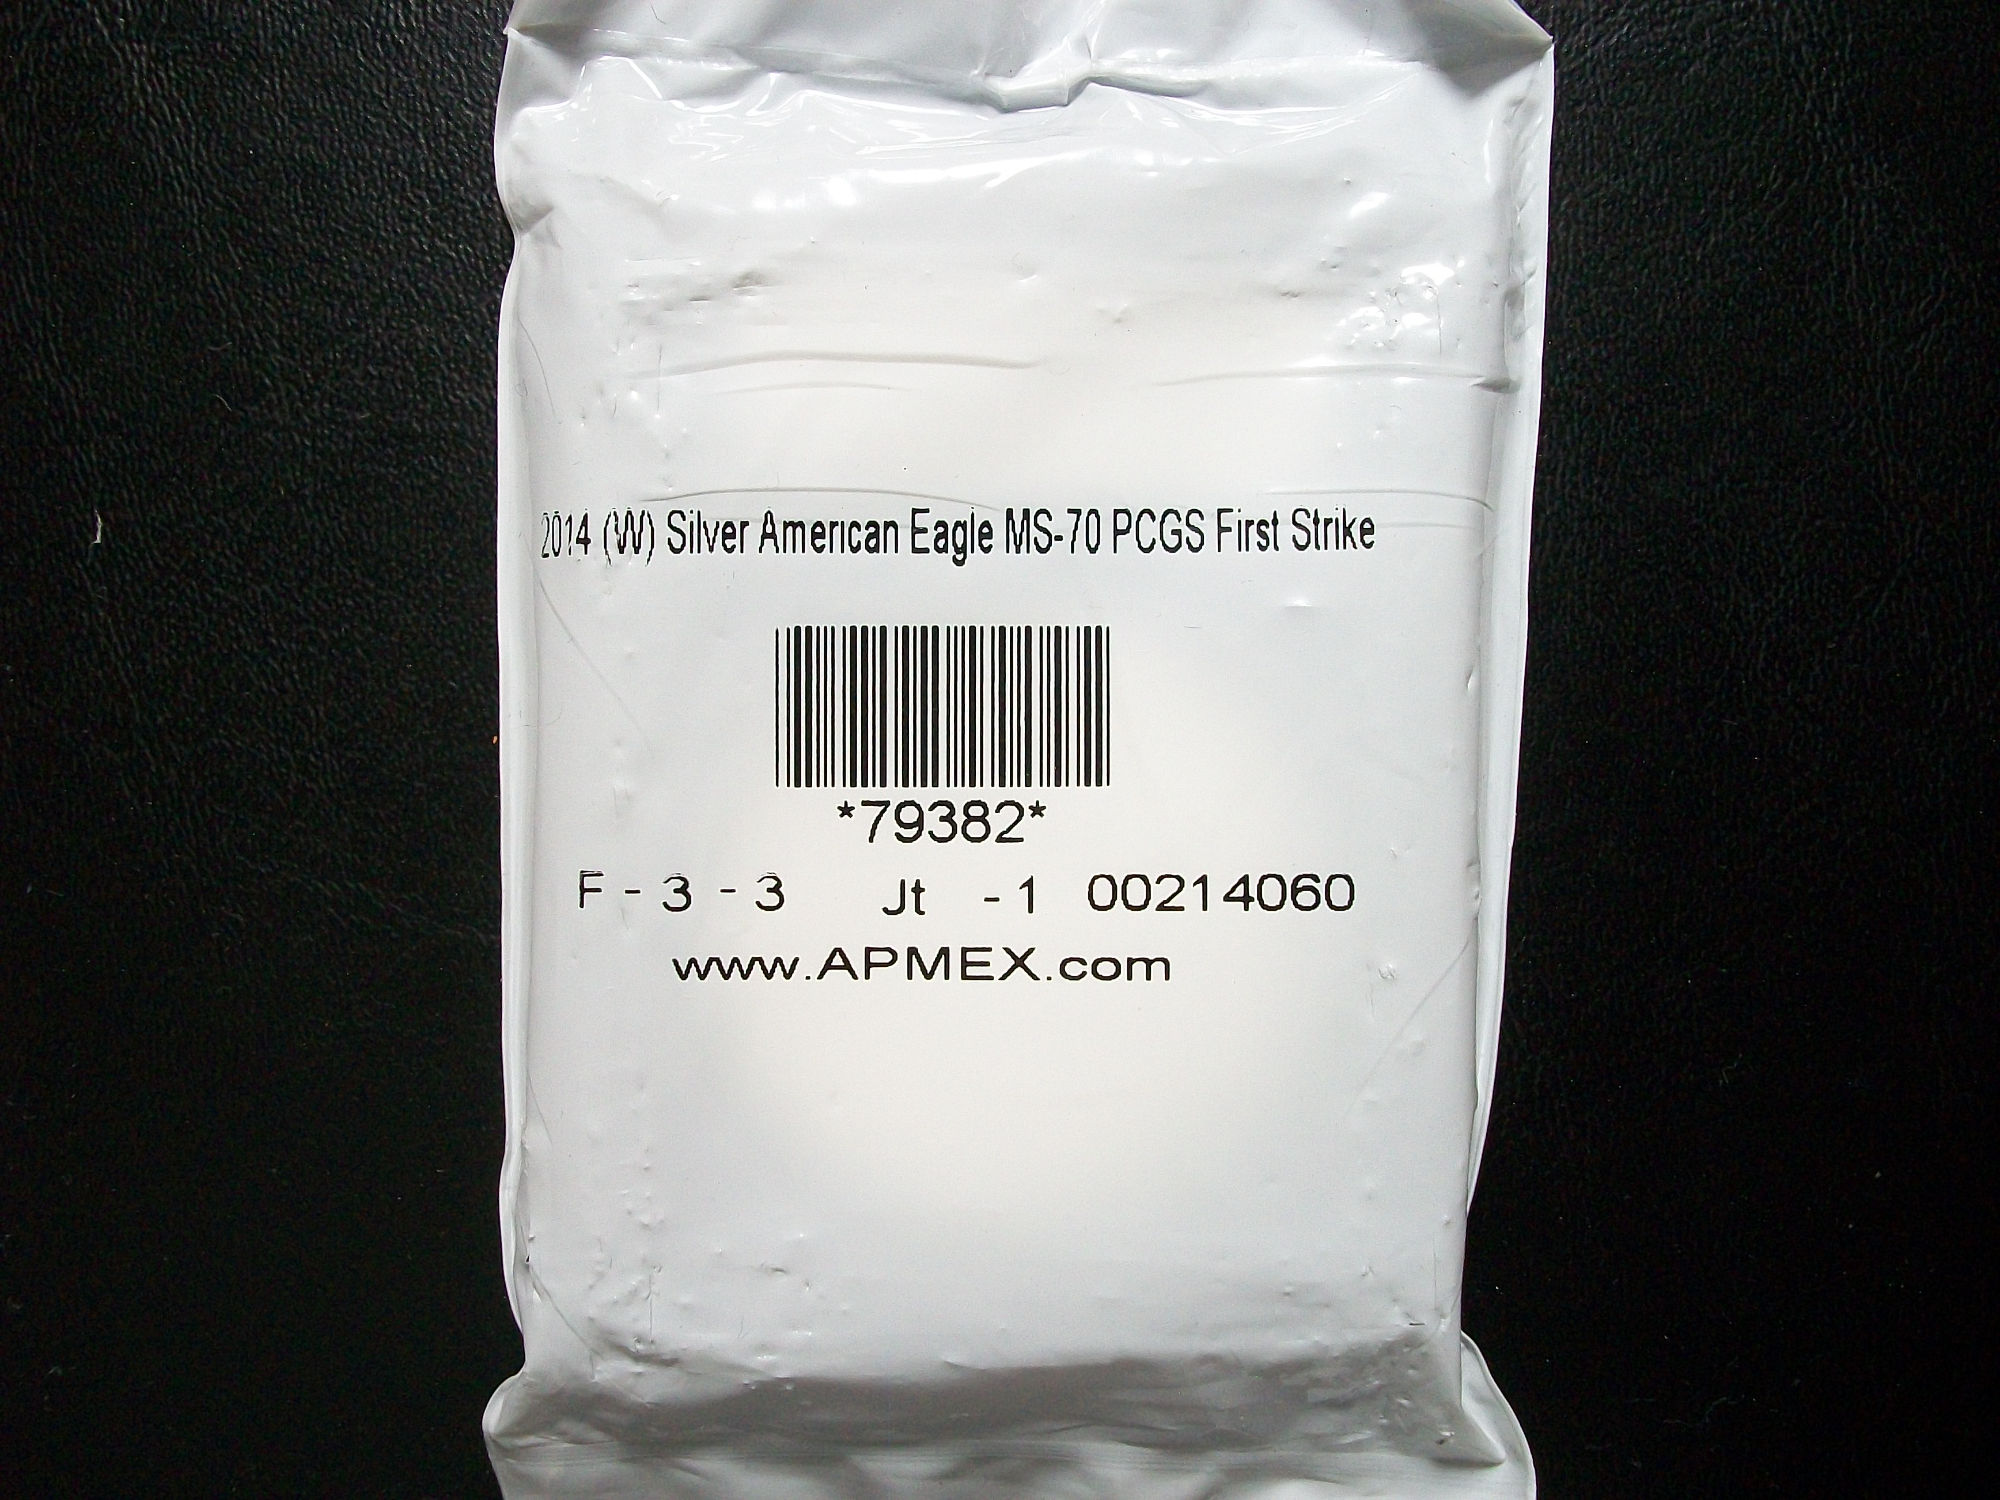 2014 (W) Silver American Eagle MS-70 PCGS First Strike
*79382*
F - 3 - 3 Jt -1 00214060
www.APMEX.com